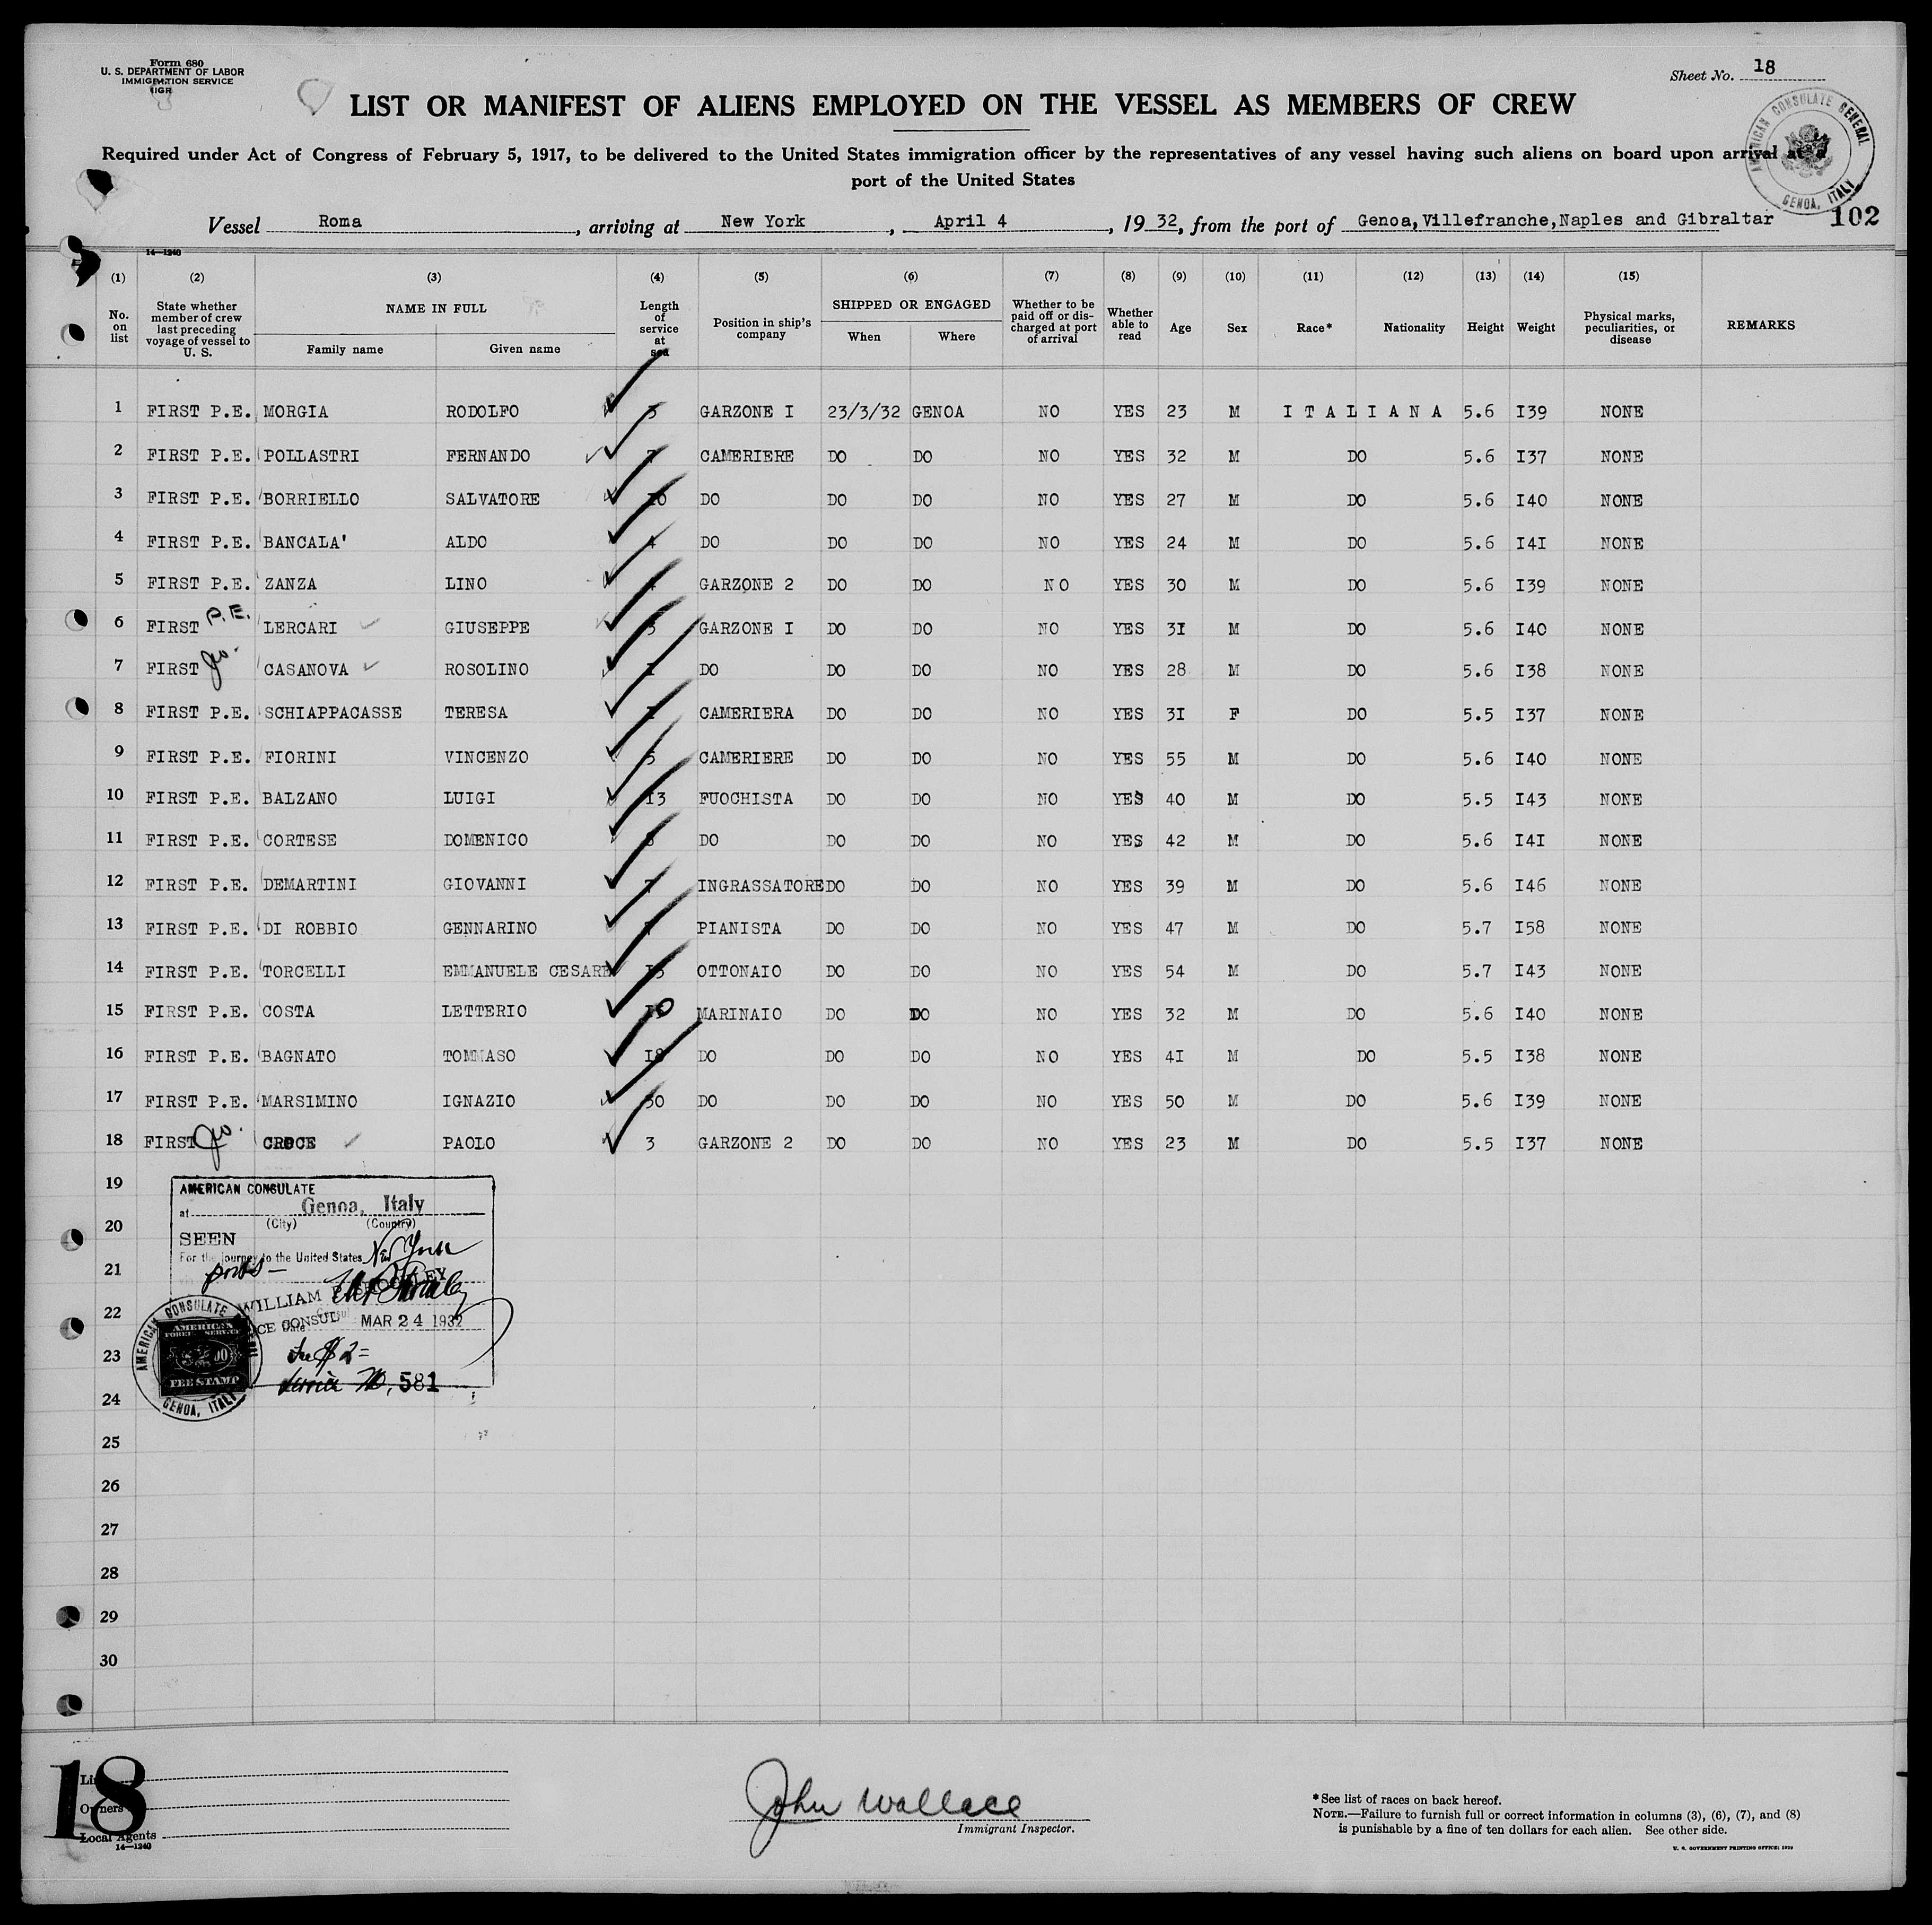 Form 680
U. S. DEPARTMENT OF LABOR
IMMIGRATION SERVICE
Sheet No. 18
LIST OR MANIFEST OF ALIENS EMPLOYED ON THE VESSEL AS MEMBERS OF CREW
AMERICAN CONSULATE GENERAL
GENOA, ITALY
Required under Act of Congress of February 5, 1917, to be delivered to the United States immigration officer by the representatives of any vessel having such aliens on board upon arrival at a
port of the United States
Vessel Roma, arriving at New York, April 4, 1932, from the port of Genoa,Villefranche,Naples and Gibraltar 102
14—1240
(1) (2) (3) (4) (5) (6) (7) (8) (9) (10) (11) (12) (13) (14) (15)
No. on list State whether member of crew last preceding voyage of vessel to U. S. NAME IN FULL Family name Given name Length of service at sea Position in ship's company SHIPPED OR ENGAGED When Where Whether to be paid off or discharged at port of arrival Whether able to read Age Sex Race* Nationality Height Weight Physical marks, peculiarities, or disease REMARKS
1 FIRST P.E. MORGIA RODOLFO 3 GARZONE I 23/3/32 GENOA NO YES 23 M ITALIANA 5.6 I39 NONE
2 FIRST P.E. POLLASTRI FERNANDO 7 CAMERIERE DO DO NO YES 32 M DO 5.6 I37 NONE
3 FIRST P.E. BORRIELLO SALVATORE I0 DO DO DO NO YES 27 M DO 5.6 I40 NONE
4 FIRST P.E. BANCALA' ALDO 4 DO DO DO NO YES 24 M DO 5.6 I4I NONE
5 FIRST P.E. ZANZA LINO 4 GARZONE 2 DO DO NO YES 30 M DO 5.6 I39 NONE
6 FIRST P.E. LERCARI GIUSEPPE 3 GARZONE I DO DO NO YES 3I M DO 5.6 I40 NONE
7 FIRST CASANOVA ROSOLINO I DO DO DO NO YES 28 M DO 5.6 I38 NONE
8 FIRST P.E. SCHIAPPACASSE TERESA I CAMERIERA DO DO NO YES 3I F DO 5.5 I37 NONE
9 FIRST P.E. FIORINI VINCENZO 5 CAMERIERE DO DO NO YES 55 M DO 5.6 I40 NONE
10 FIRST P.E. BALZANO LUIGI I3 FUOCHISTA DO DO NO YES 40 M DO 5.5 I43 NONE
11 FIRST P.E. CORTESE DOMENICO 8 DO DO DO NO YES 42 M DO 5.6 I4I NONE
12 FIRST P.E. DEMARTINI GIOVANNI 7 INGRASSATORE DO DO NO YES 39 M DO 5.6 I46 NONE
13 FIRST P.E. DI ROBBIO GENNARINO PIANISTA DO DO NO YES 47 M DO 5.7 I58 NONE
14 FIRST P.E. TORCELLI EMMANUELE CESARE I3 OTTONAIO DO DO NO YES 54 M DO 5.7 I43 NONE
15 FIRST P.E. COSTA LETTERIO 10 MARINAIO DO DO NO YES 32 M DO 5.6 I40 NONE
16 FIRST P.E. BAGNATO TOMMASO I8 DO DO DO NO YES 4I M DO 5.5 I38 NONE
17 FIRST P.E. MARSIMINO IGNAZIO 30 DO DO DO NO YES 50 M DO 5.6 I39 NONE
18 FIRST CROCE PAOLO 3 GARZONE 2 DO DO NO YES 23 M DO 5.5 I37 NONE
19
20
21
22
23
24
25
26
27
28
29
30
AMERICAN CONSULATE
at Genoa, Italy
(City) (Country)
SEEN
For the journey to the United States New York
ports—
WILLIAM
VICE CONSUL
Date MAR 24 1932
Fee $2=
Service No. 581
AMERICAN CONSULATE
AMERICAN
FOREIGN SERVICE
FEE STAMP
GENOA, ITALY
18
Line
Owners
Local Agents
14—1240
John Wallace
Immigrant Inspector.
* See list of races on back hereof.
NOTE.—Failure to furnish full or correct information in columns (3), (6), (7), and (8)
is punishable by a fine of ten dollars for each alien. See other side.
U. S. GOVERNMENT PRINTING OFFICE: